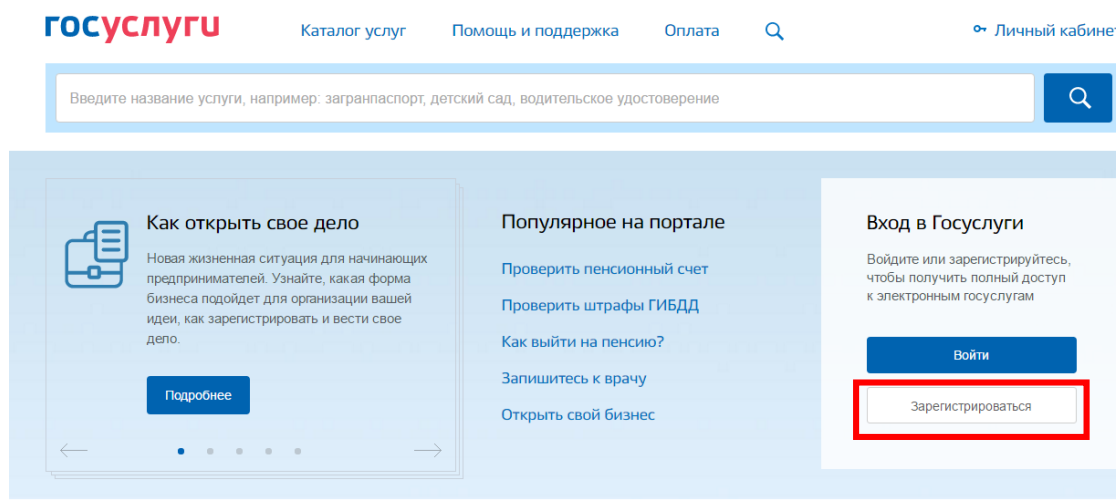 госуслуги
Каталог услуг
Помощь и поддержка
Оплата
Личный кабинет
Введите название услуги, например: загранпаспорт, детский сад, водительское удостоверение
Как открыть свое дело
Новая жизненная ситуация для начинающих
предпринимателей. Узнайте, какая форма
бизнеса подойдет для организации вашей
идеи, как зарегистрировать и вести свое
дело.
Подробнее
Популярное на портале
Проверить пенсионный счет
Проверить штрафы ГИБДД
Как выйти на пенсию?
Запишитесь к врачу
Открыть свой бизнес
Вход в Госуслуги
Войдите или зарегистрируйтесь,
чтобы получить полный доступ
к электронным госуслугам
Войти
Зарегистрироваться